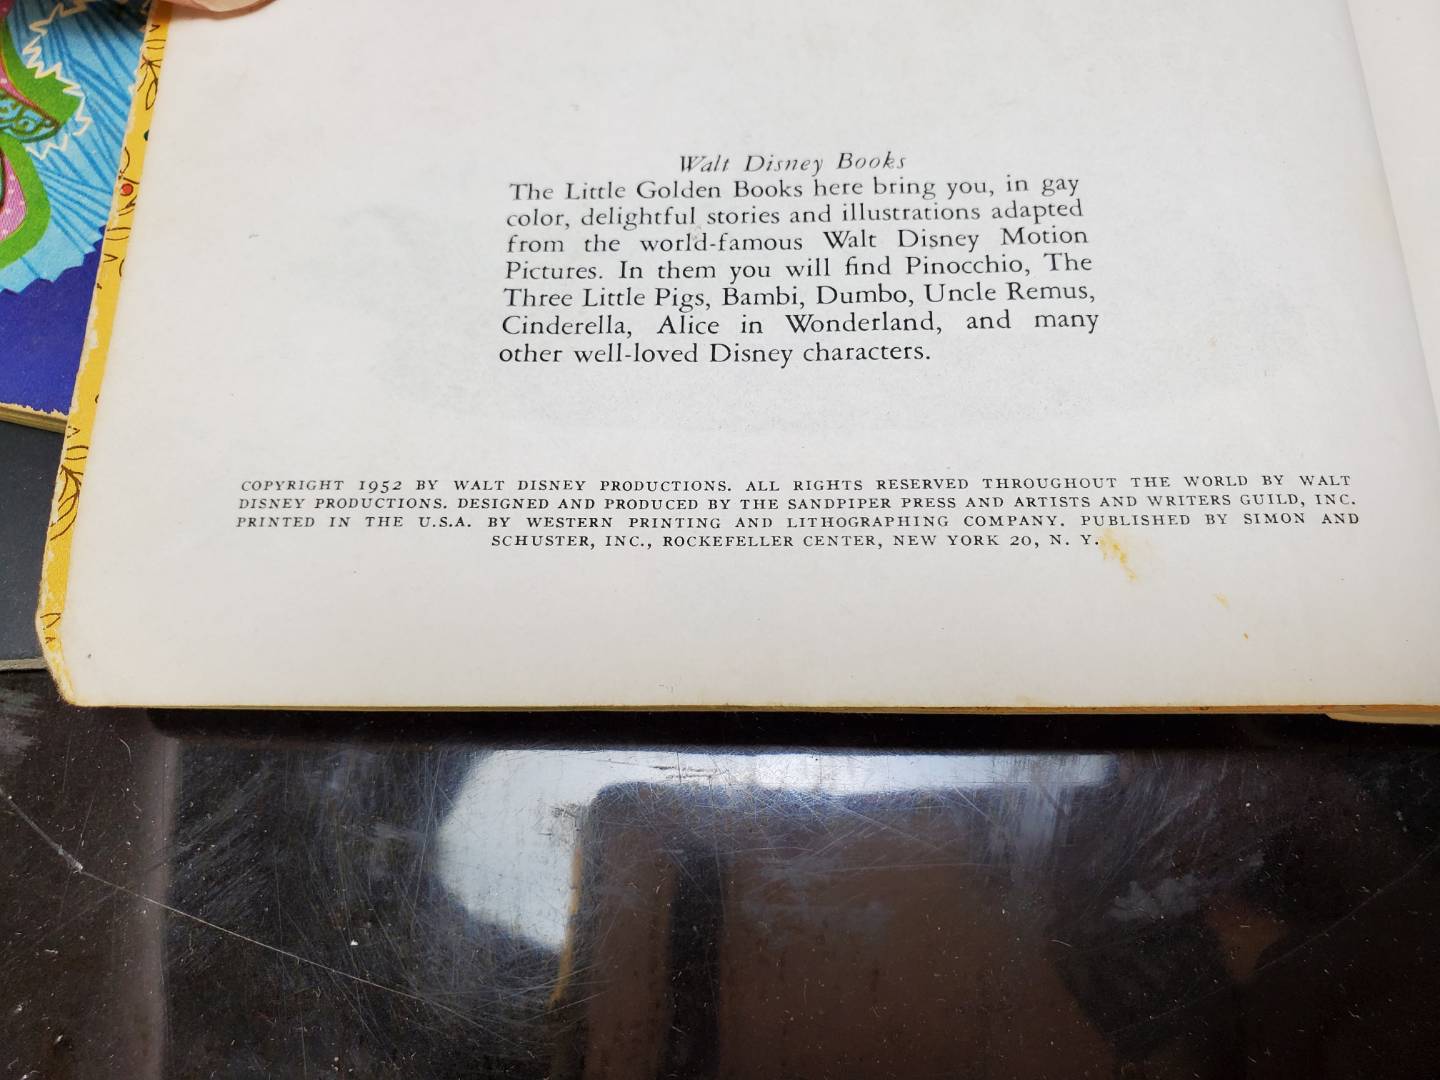 Walt Disney Books
The Little Golden Books here bring you, in gay
color, delightful stories and illustrations adapted
from the world-famous Walt Disney Motion
Pictures. In them you will find Pinocchio, The
Three Little Pigs, Bambi, Dumbo, Uncle Remus,
Cinderella, Alice in Wonderland, and many
other well-loved Disney characters.
COPYRIGHT 1952 BY WALT DISNEY PRODUCTIONS. ALL RIGHTS RESERVED THROUGHOUT THE WORLD BY WALT
DISNEY PRODUCTIONS. DESIGNED AND PRODUCED BY THE SANDPIPER PRESS AND ARTISTS AND WRITERS GUILD, INC.
PRINTED IN THE U.S.A. BY WESTERN PRINTING AND LITHOGRAPHING COMPANY. PUBLISHED BY SIMON AND
SCHUSTER, INC., ROCKEFELLER CENTER, NEW YORK 20, N. Y.